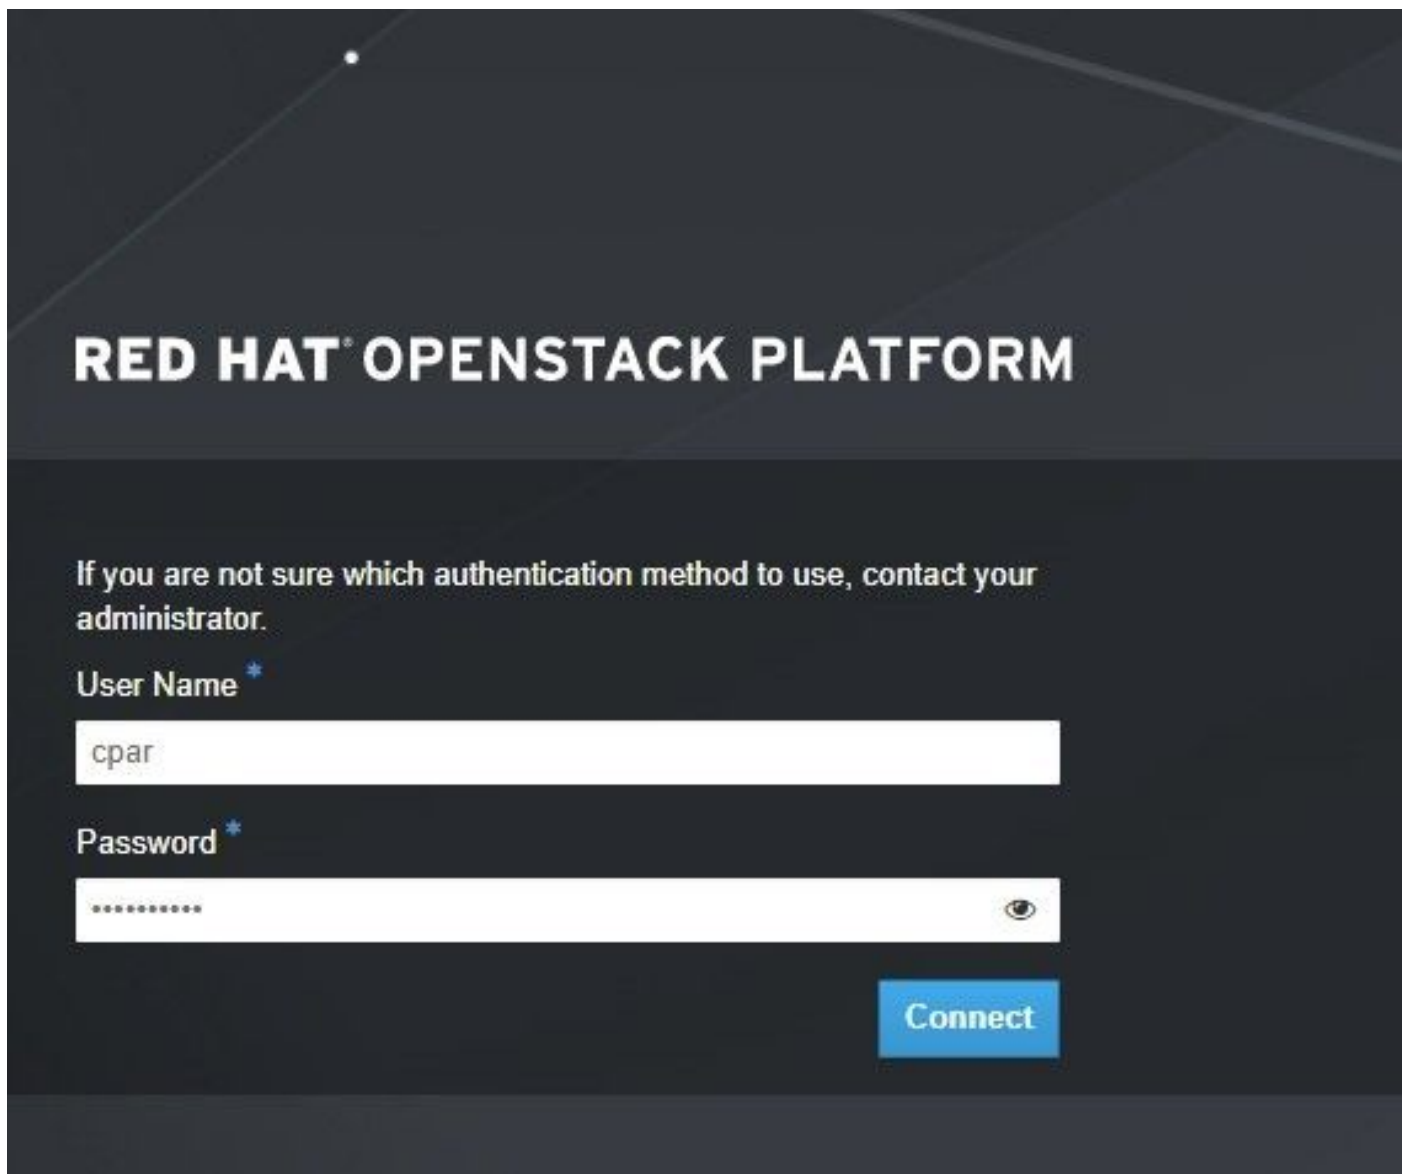 RED HAT® OPENSTACK PLATFORM
If you are not sure which authentication method to use, contact your
administrator.
User Name *
cpar
Password *
••••••••••
Connect